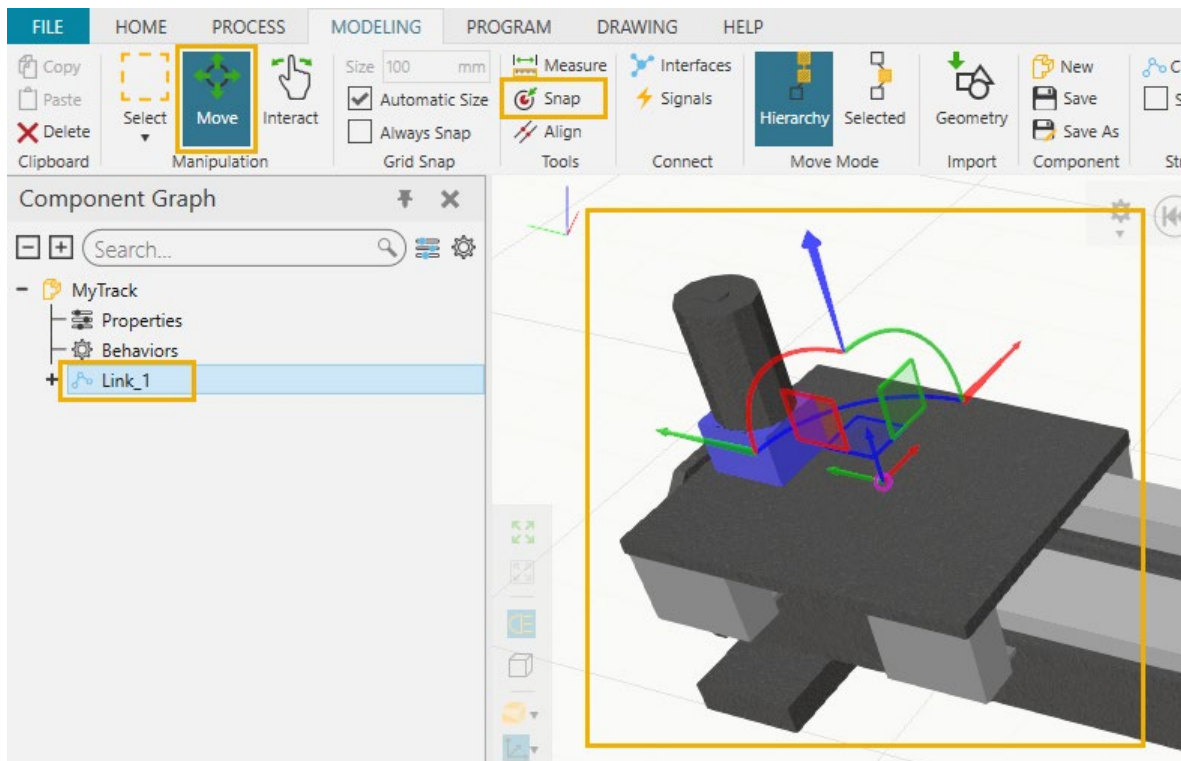 FILE HOME PROCESS MODELING PROGRAM DRAWING HELP
Copy
Paste
Delete
Clipboard
Select
Move
Interact
Manipulation
Size 100 mm
Automatic Size
Always Snap
Grid Snap
Measure
Snap
Align
Tools
Interfaces
Signals
Connect
Hierarchy
Selected
Move Mode
Geometry
Import
New
Save
Save As
Component
C
S
St
Component Graph
Search...
MyTrack
Properties
Behaviors
Link_1